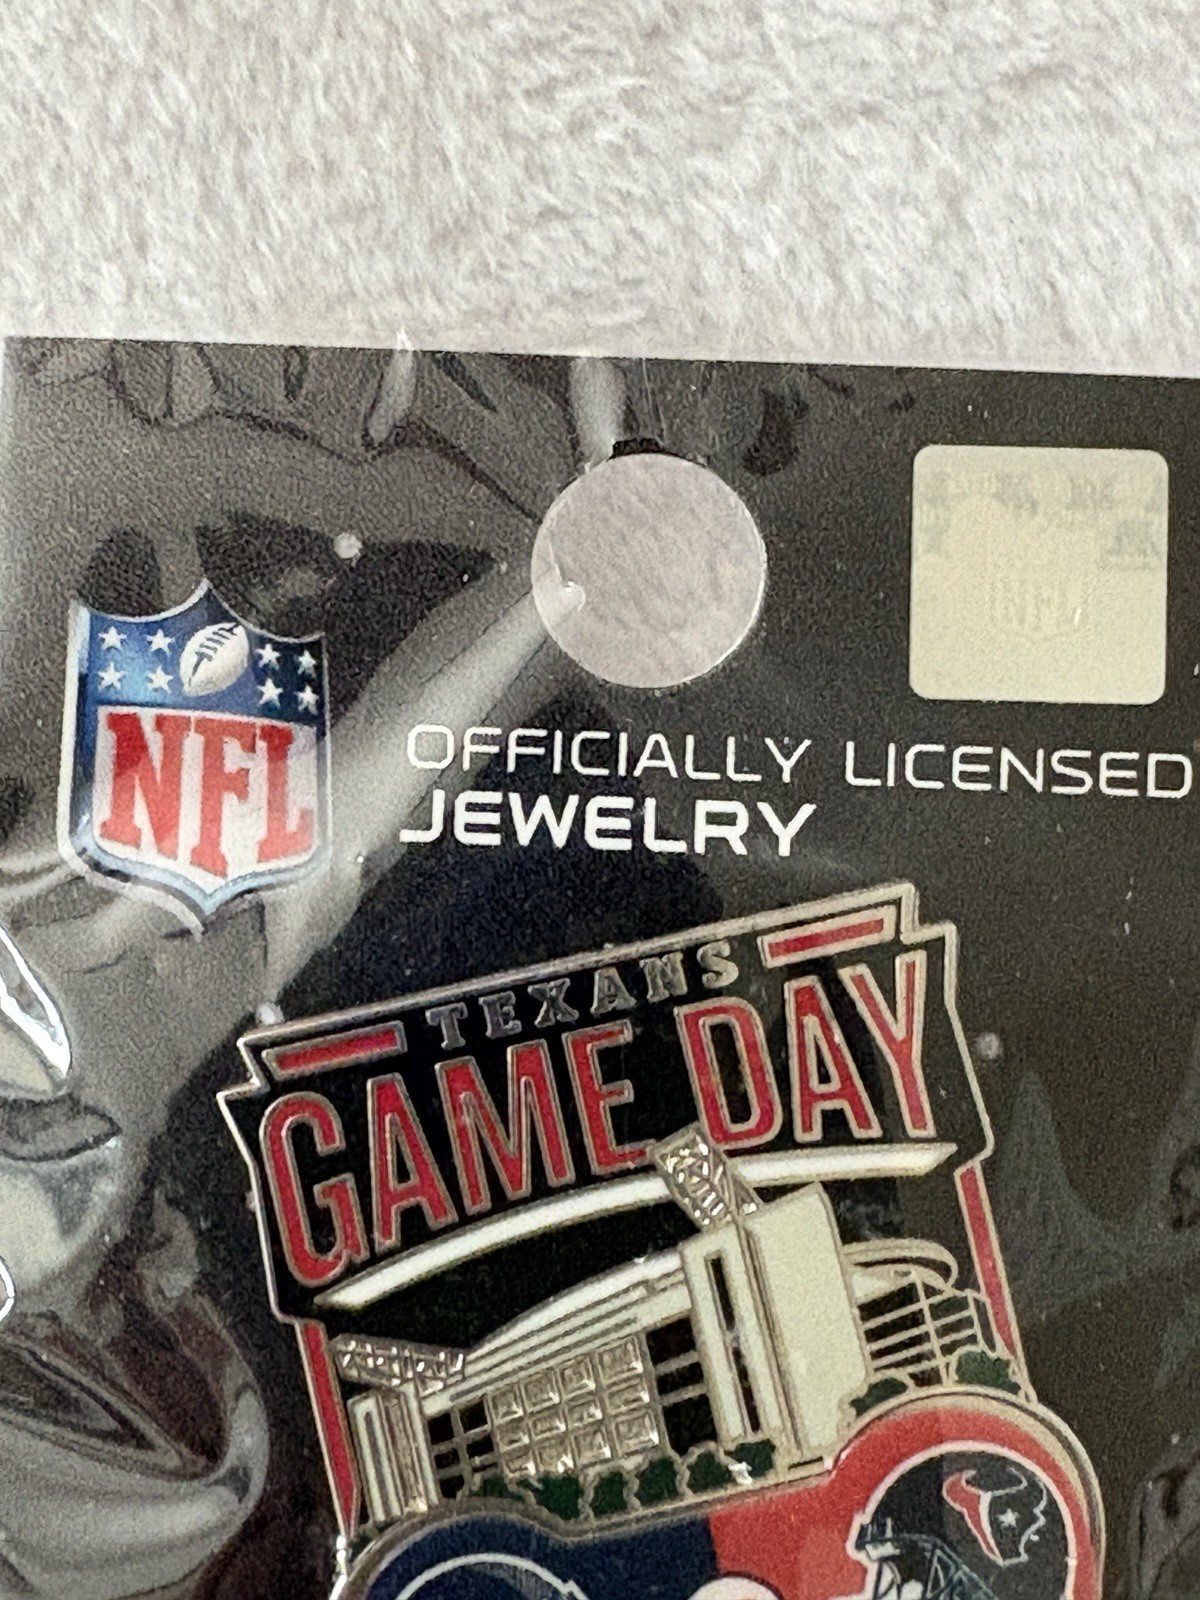 NFL
OFFICIALLY LICENSED
JEWELRY
TEXANS
GAME DAY